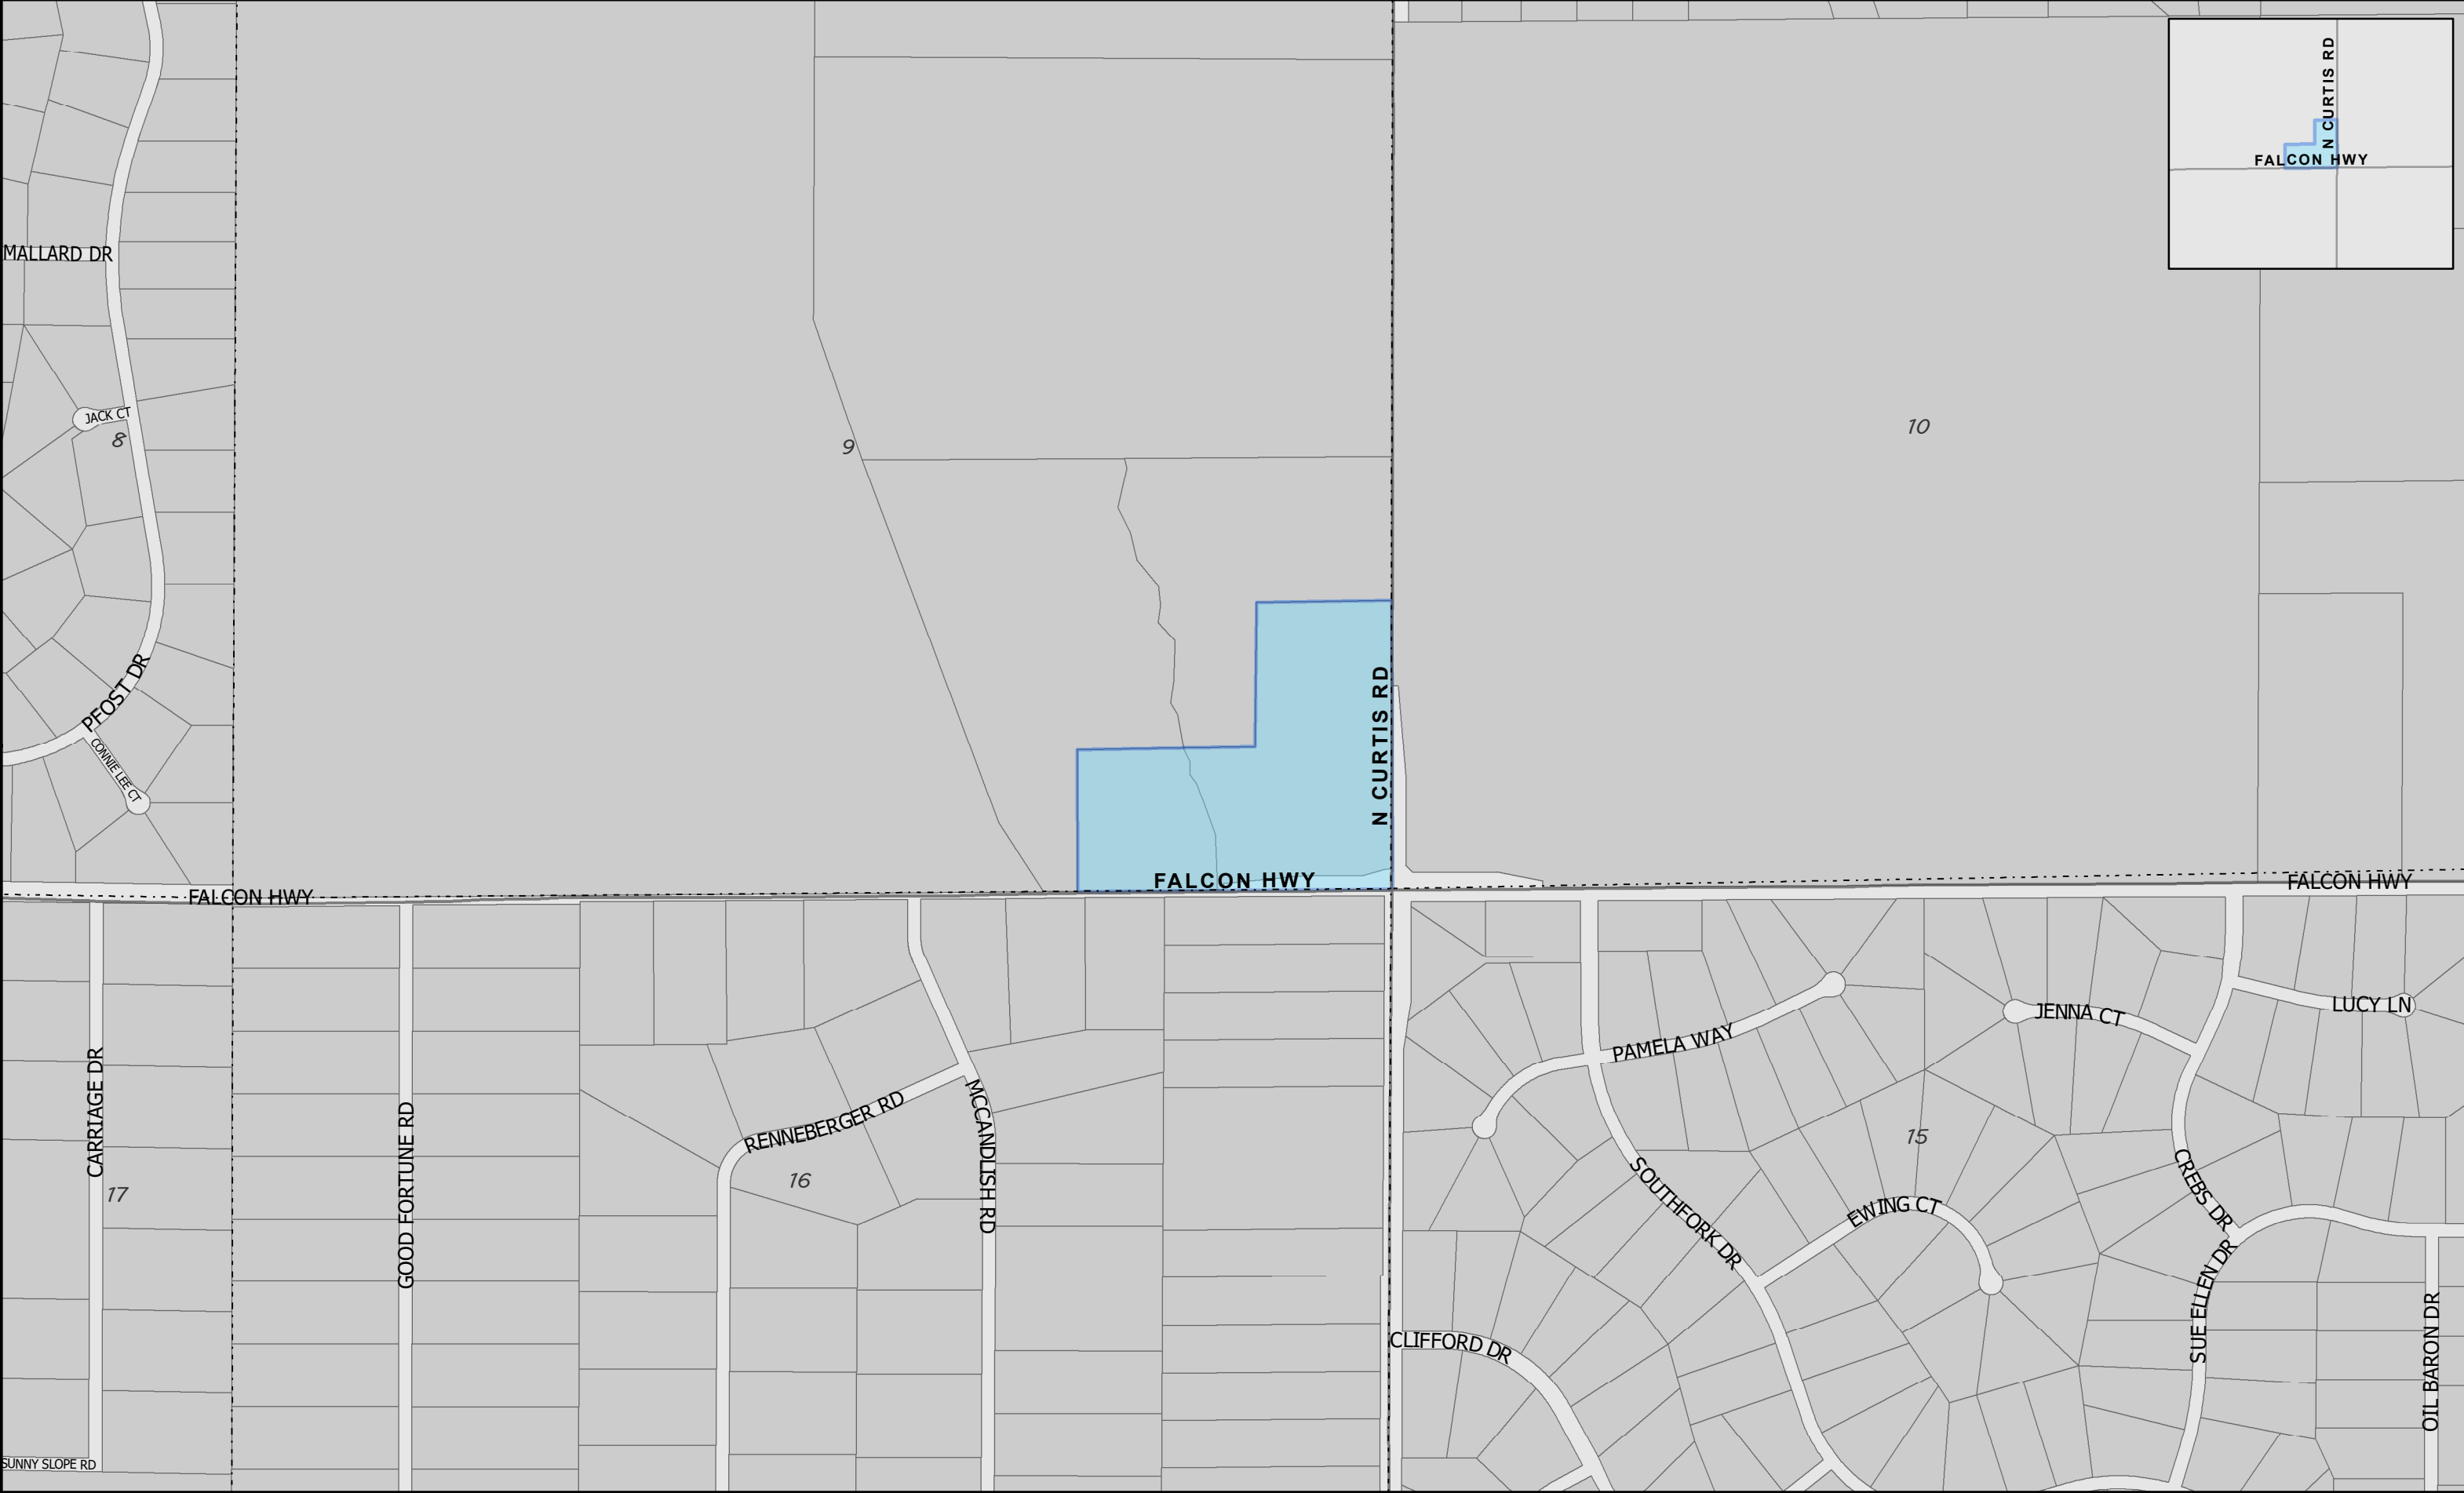 N CURTIS RD
FALCON HWY
MALLARD DR
JACK CT
8
9
10
PFOST DR
CONNIE LEE CT
N CURTIS RD
FALCON HWY
FALCON HWY
FALCON HWY
LUCY LN
JENNA CT
PAMELA WAY
CARRIAGE DR
GOOD FORTUNE RD
RENNEBERGER RD
MCCANDLISH RD
15
16
17
SOUTHFORK DR
EWING CT
CREBS DR
SUE ELLEN DR
CLIFFORD DR
OIL BARON DR
SUNNY SLOPE RD